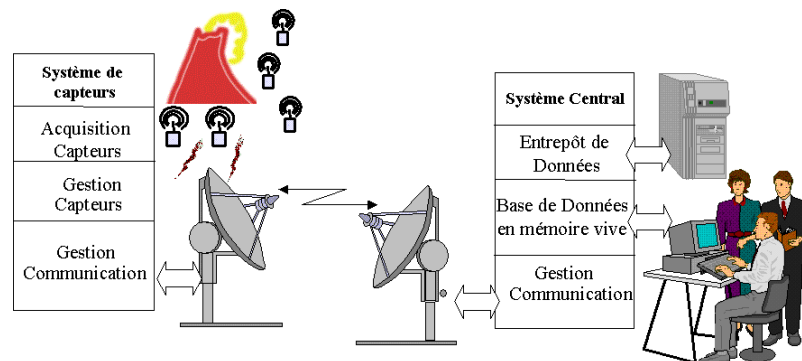 Système de
capteurs
Acquisition
Capteurs
Gestion
Capteurs
Gestion
Communication
Système Central
Entrepôt de
Données
Base de Données
en mémoire vive
Gestion
Communication